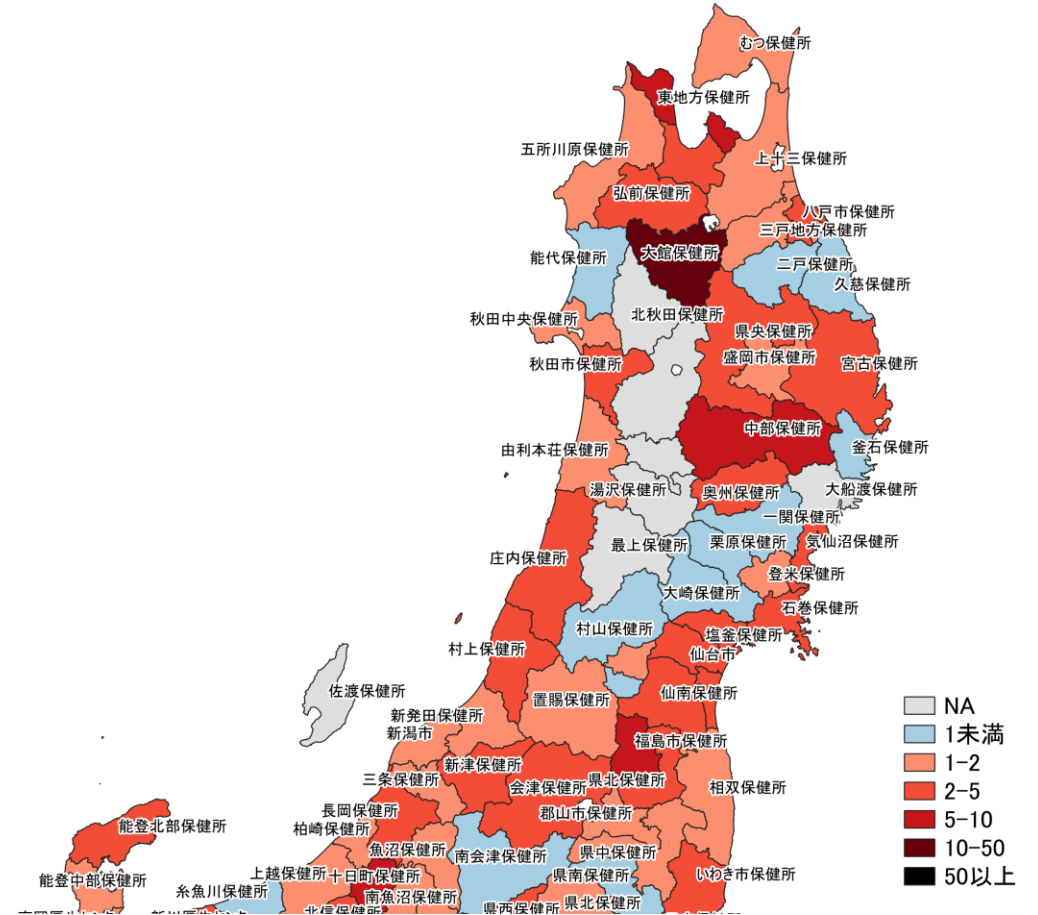 むつ保健所
東地方保健所
五所川原保健所
上十三保健所
弘前保健所
八戸市保健所
三戸地方保健所
大館保健所
能代保健所
二戸保健所
久慈保健所
北秋田保健所
秋田中央保健所
県央保健所
盛岡市保健所
秋田市保健所
宮古保健所
中部保健所
釜石保健所
由利本荘保健所
湯沢保健所
奥州保健所
大船渡保健所
一関保健所
最上保健所
栗原保健所
気仙沼保健所
庄内保健所
登米保健所
大崎保健所
石巻保健所
村山保健所
塩釜保健所
村上保健所
仙台市
佐渡保健所
置賜保健所
仙南保健所
新発田保健所
新潟市
福島市保健所
NA
1未満
1-2
2-5
5-10
10-50
50以上
新津保健所
三条保健所
会津保健所
県北保健所
相双保健所
長岡保健所
郡山市保健所
柏崎保健所
能登北部保健所
魚沼保健所
南会津保健所
県中保健所
上越保健所
十日町保健所
県南保健所
いわき市保健所
能登中部保健所
糸魚川保健所
南魚沼保健所
県北保健所
県西保健所
北信保健所